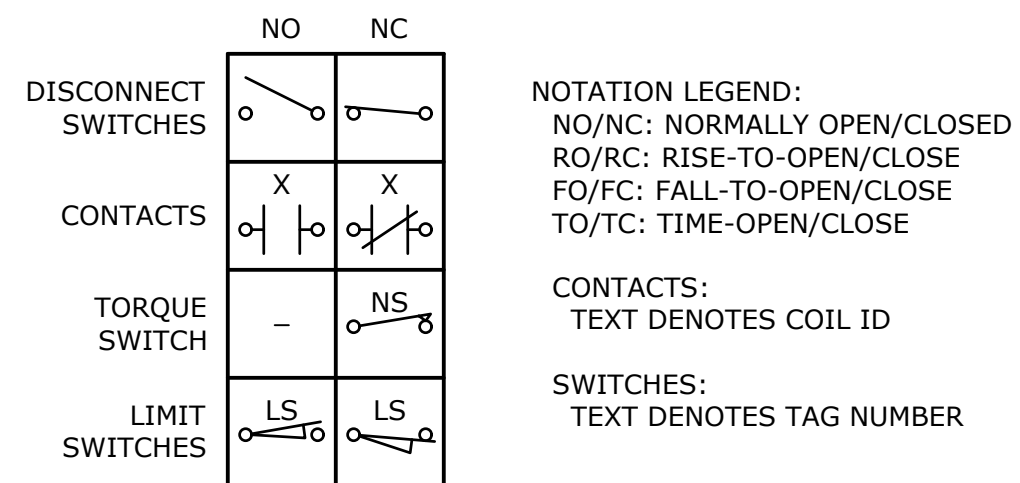 NO NC
DISCONNECT
SWITCHES
X X
CONTACTS
NS
TORQUE
SWITCH
–
LS LS
LIMIT
SWITCHES
NOTATION LEGEND:
NO/NC: NORMALLY OPEN/CLOSED
RO/RC: RISE-TO-OPEN/CLOSE
FO/FC: FALL-TO-OPEN/CLOSE
TO/TC: TIME-OPEN/CLOSE
CONTACTS:
TEXT DENOTES COIL ID
SWITCHES:
TEXT DENOTES TAG NUMBER